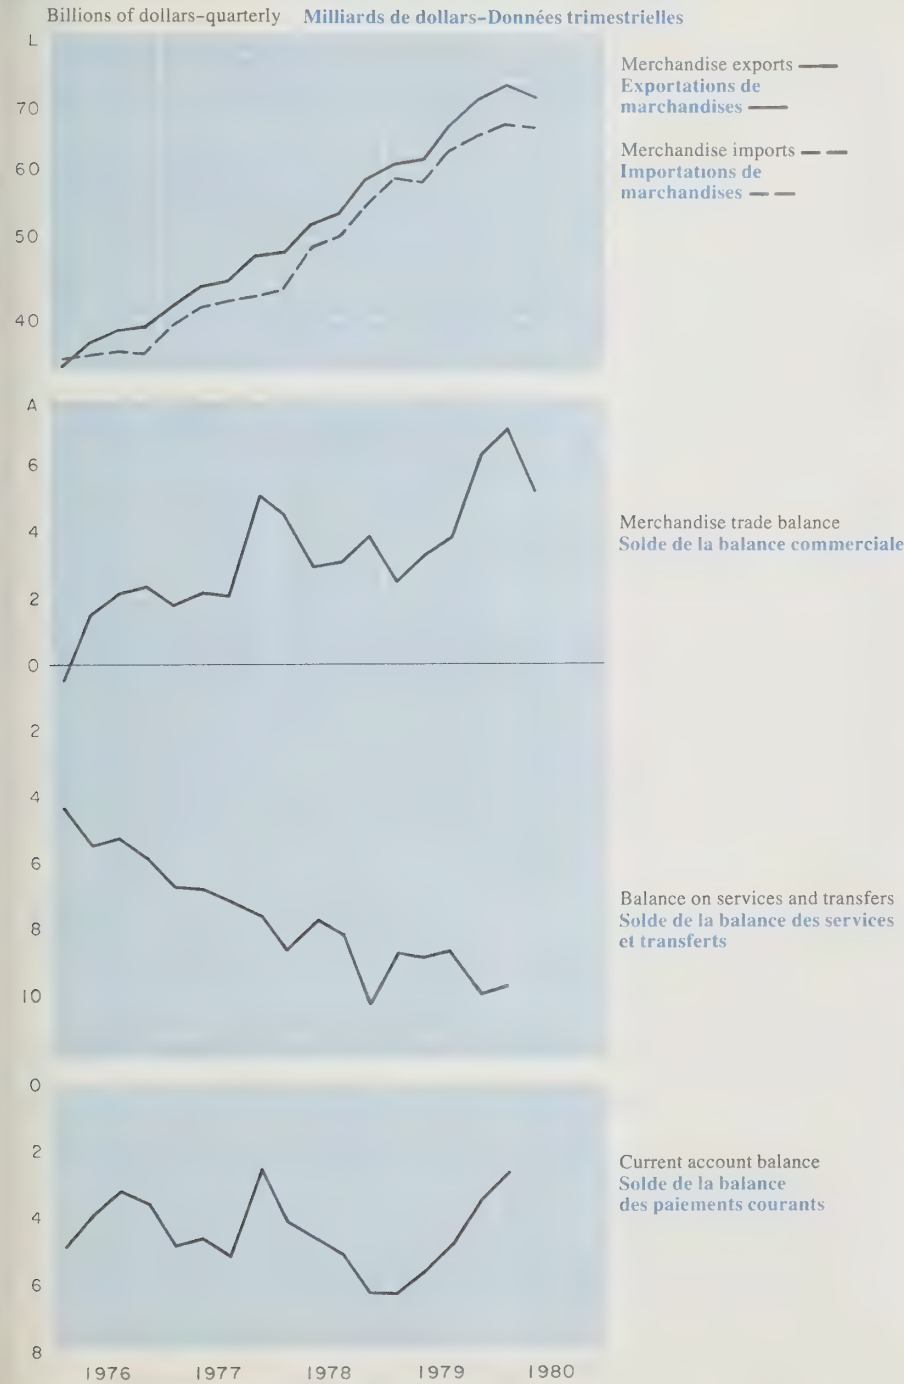 Billions of dollars-quarterly Milliards de dollars-Données trimestrielles
L
70
60
50
40
Merchandise exports
Exportations de
marchandises
Merchandise imports
Importations de
marchandises
A
6
4
2
0
2
4
6
8
10
Merchandise trade balance
Solde de la balance commerciale
Balance on services and transfers
Solde de la balance des services
et transferts
0
2
4
6
8
Current account balance
Solde de la balance
des paiements courants
1976 1977 1978 1979 1980